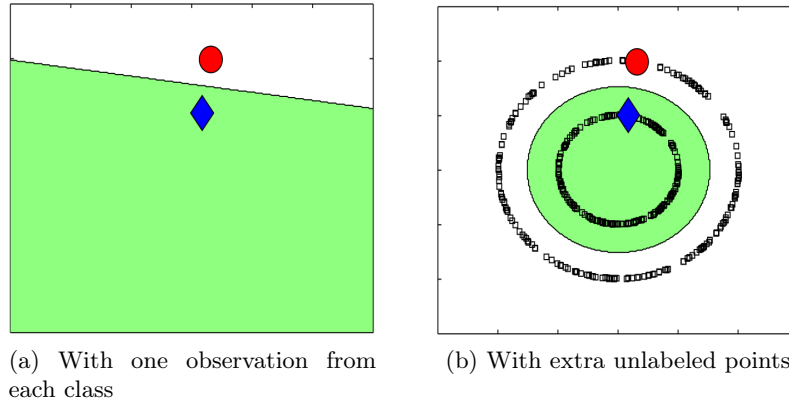 (a) With one observation from
each class
(b) With extra unlabeled points